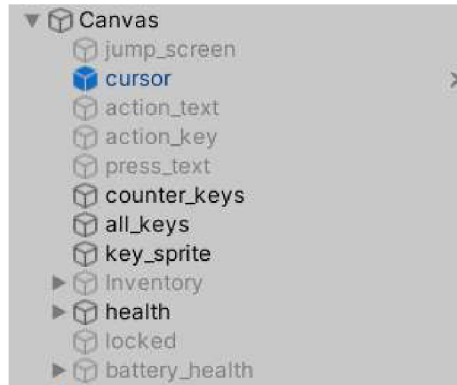 Canvas
jump_screen
cursor
action_text
action_key
press_text
counter_keys
all_keys
key_sprite
Inventory
health
locked
battery_health